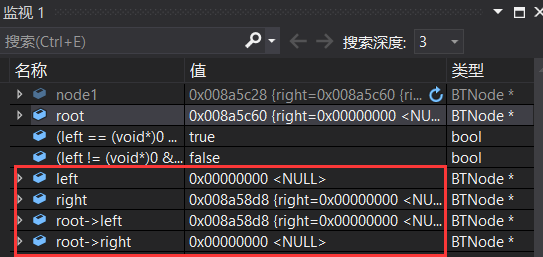 监视 1
搜索(Ctrl+E)
搜索深度: 3
名称 值 类型
node1 0x008a5c28 {right=0x008a5c60 {ri... BTNode *
root 0x008a5c60 {right=0x00000000 <NU... BTNode *
(left == (void*)0 ... true bool
(left != (void*)0 &... false bool
left 0x00000000 <NULL> BTNode *
right 0x008a58d8 {right=0x00000000 <NU... BTNode *
root->left 0x008a58d8 {right=0x00000000 <NU... BTNode *
root->right 0x00000000 <NULL> BTNode *